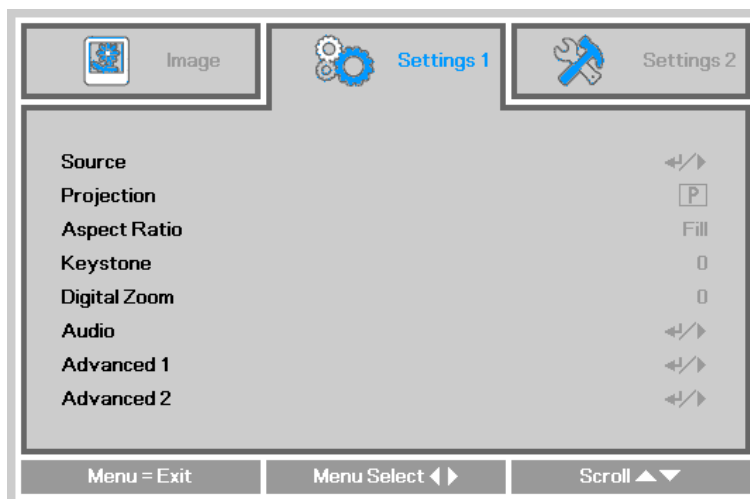 Image Settings 1 Settings 2
Source
Projection P
Aspect Ratio Fill
Keystone 0
Digital Zoom 0
Audio
Advanced 1
Advanced 2
Menu = Exit Menu Select Scroll